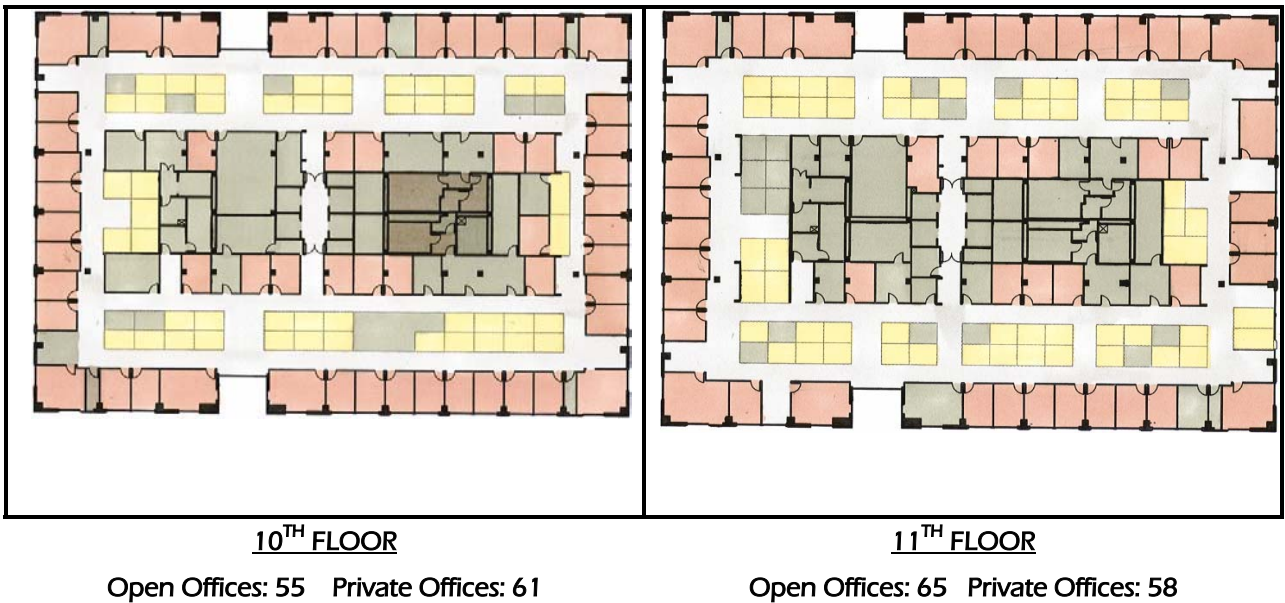 10TH FLOOR
Open Offices: 55 Private Offices: 61
11TH FLOOR
Open Offices: 65 Private Offices: 58